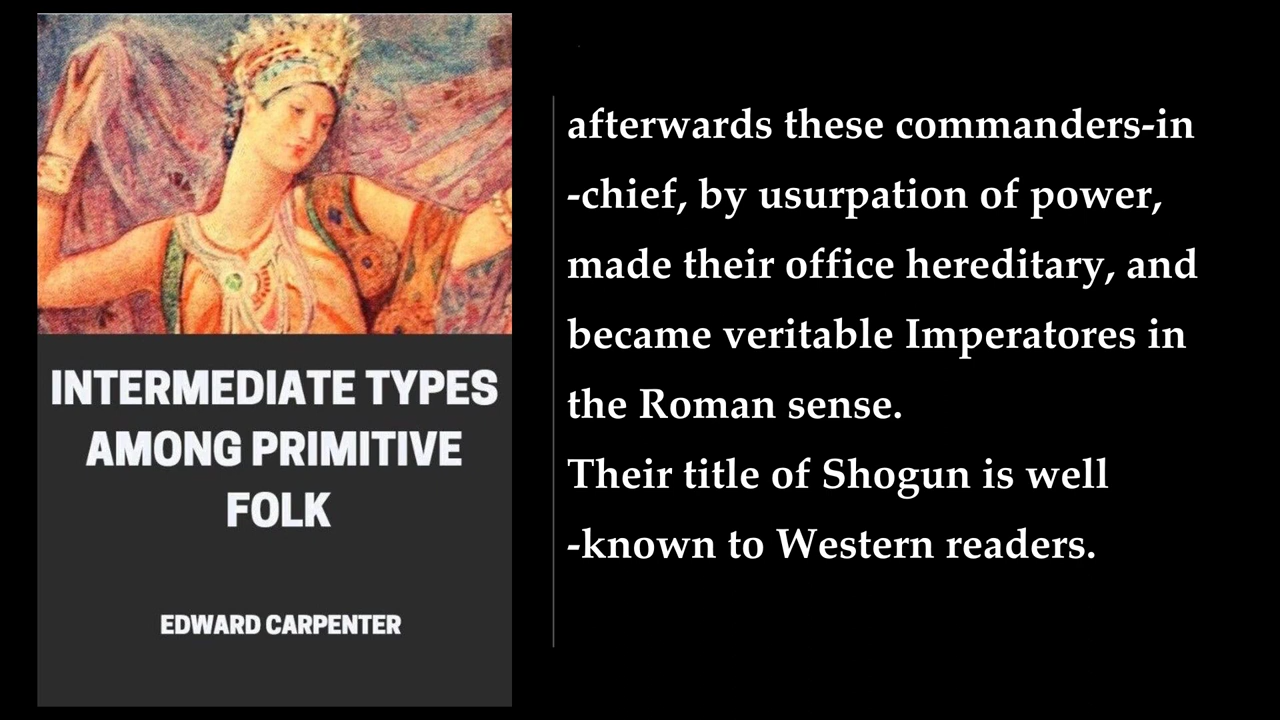 INTERMEDIATE TYPES
AMONG PRIMITIVE
FOLK
EDWARD CARPENTER
afterwards these commanders-in
-chief, by usurpation of power,
made their office hereditary, and
became veritable Imperatores in
the Roman sense.
Their title of Shogun is well
-known to Western readers.